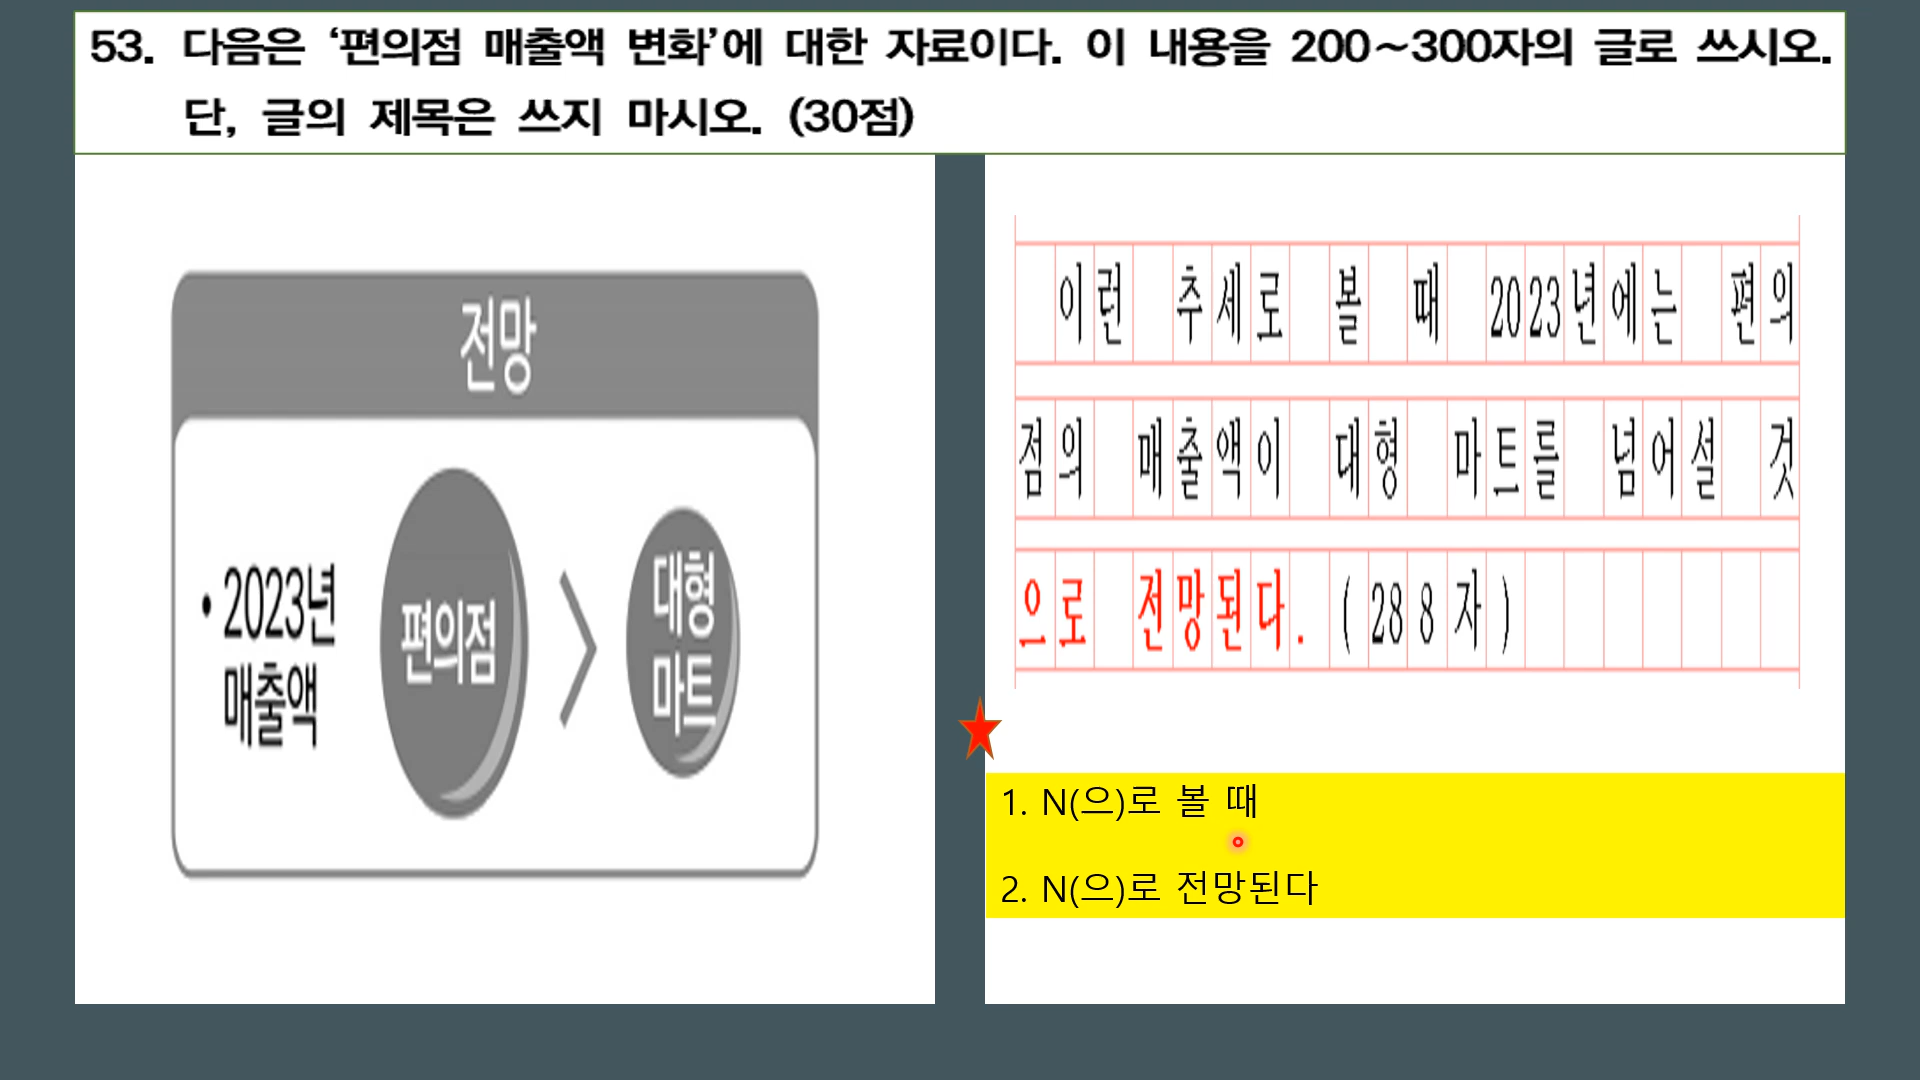 53. 다음은 ‘편의점 매출액 변화’에 대한 자료이다. 이 내용을 200~300자의 글로 쓰시오.
단, 글의 제목은 쓰지 마시오. (30점)
전망
• 2023년
매출액
편의점
>
대형
마트
이런 추세로 볼 때 2023년에는 편의
점의 매출액이 대형 마트를 넘어설 것
으로 전망된다. (288자)
1. N(으)로 볼 때
2. N(으)로 전망된다